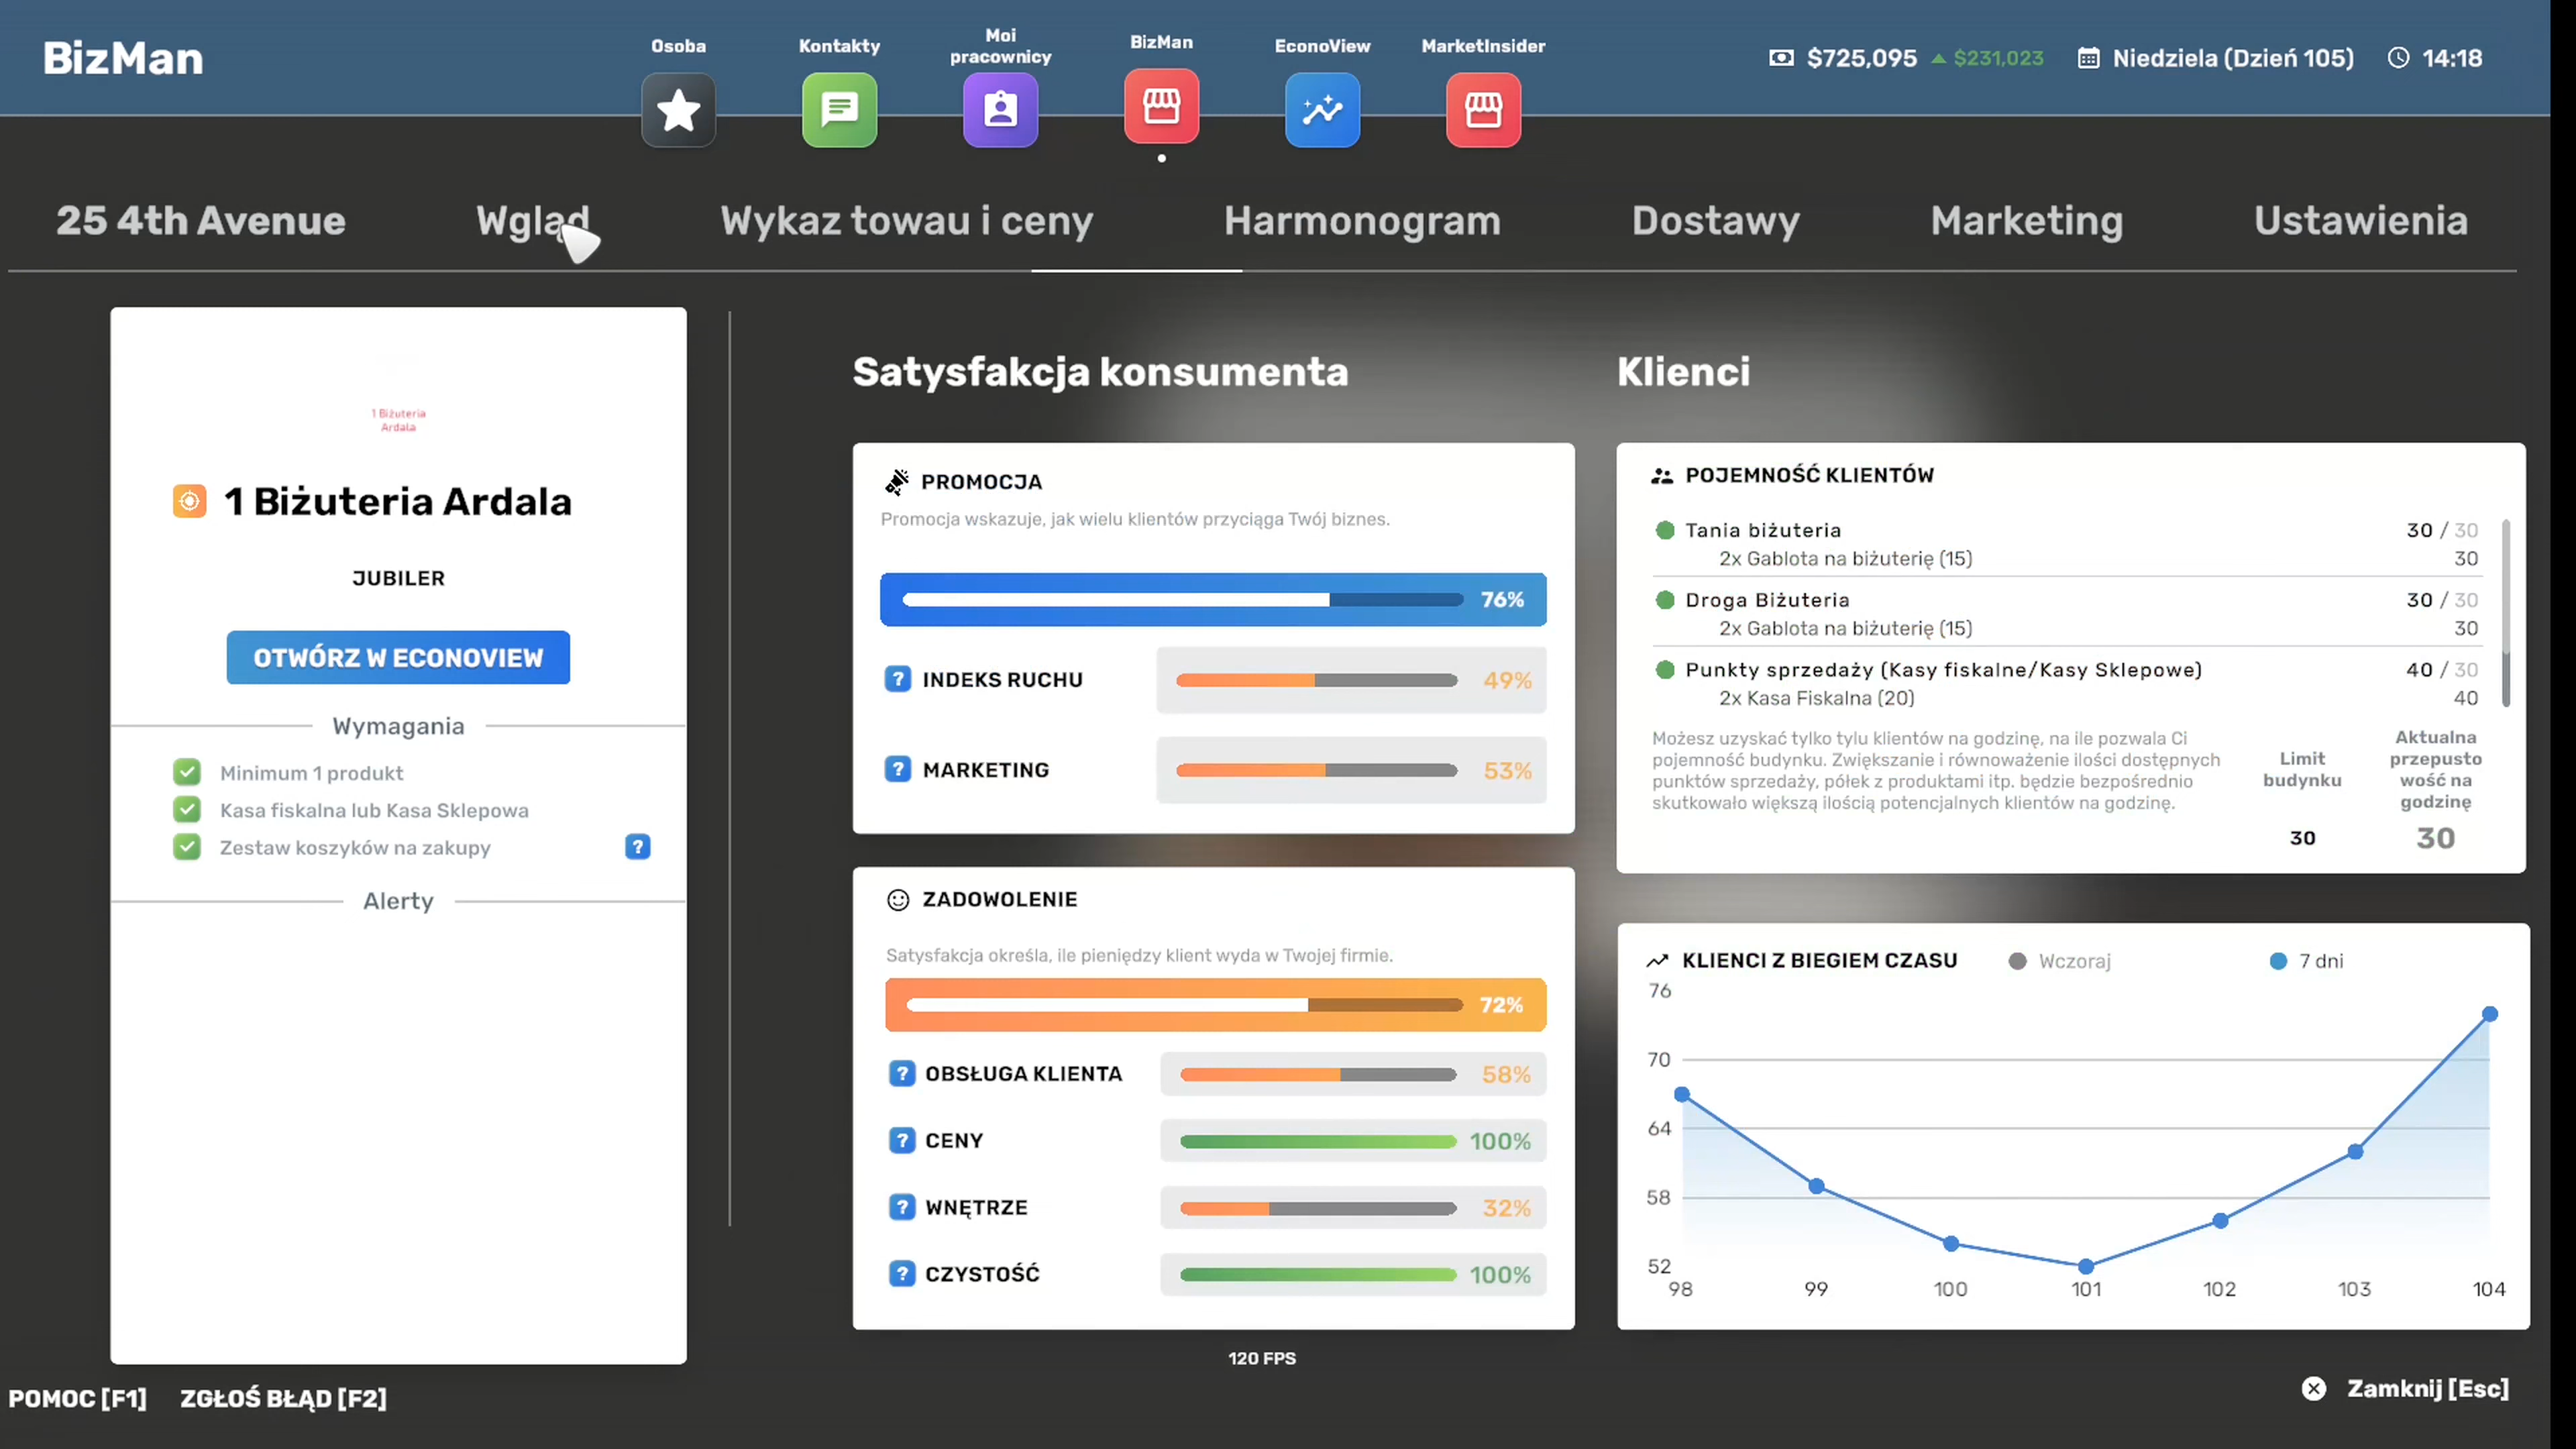 BizMan
Osoba
Kontakty
Moi
pracownicy
BizMan
EconoView
MarketInsider
$725,095
$231,023
Niedziela (Dzień 105)
14:18
25 4th Avenue
Wgląd
Wykaz towau i ceny
Harmonogram
Dostawy
Marketing
Ustawienia
1 Biżuteria
Ardala
1 Biżuteria Ardala
JUBILER
OTWÓRZ W ECONOVIEW
Wymagania
Minimum 1 produkt
Kasa fiskalna lub Kasa Sklepowa
Zestaw koszyków na zakupy ?
Alerty
Satysfakcja konsumenta
PROMOCJA
Promocja wskazuje, jak wielu klientów przyciąga Twój biznes.
76%
? INDEKS RUCHU 49%
? MARKETING 53%
ZADOWOLENIE
Satysfakcja określa, ile pieniędzy klient wyda w Twojej firmie.
72%
? OBSŁUGA KLIENTA 58%
? CENY 100%
? WNĘTRZE 32%
? CZYSTOŚĆ 100%
Klienci
POJEMNOŚĆ KLIENTÓW
Tania biżuteria 30 / 30
2x Gablota na biżuterię (15) 30
Droga Biżuteria 30 / 30
2x Gablota na biżuterię (15) 30
Punkty sprzedaży (Kasy fiskalne/Kasy Sklepowe) 40 / 30
2x Kasa Fiskalna (20) 40
Możesz uzyskać tylko tylu klientów na godzinę, na ile pozwala Ci
pojemność budynku. Zwiększanie i równoważenie ilości dostępnych
punktów sprzedaży, półek z produktami itp. będzie bezpośrednio
skutkowało większą ilością potencjalnych klientów na godzinę.
Limit
budynku
30
Aktualna
przepusto
wość na
godzinę
30
KLIENCI Z BIEGIEM CZASU
Wczoraj
7 dni
76
70
64
58
52
98 99 100 101 102 103 104
120 FPS
POMOC [F1]
ZGŁOŚ BŁĄD [F2]
Zamknij [Esc]